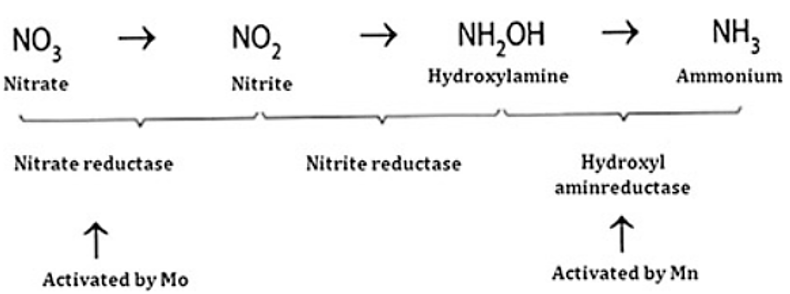 NO₃ → NO₂ → NH₂OH → NH₃
Nitrate Nitrite Hydroxylamine Ammonium
Nitrate reductase Nitrite reductase Hydroxyl
aminreductase
↑ ↑
Activated by Mo Activated by Mn